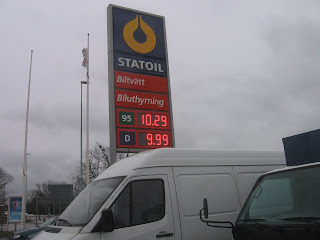 STATOIL
Biltvätt
Biluthyrning
95 10.29
D 9.99